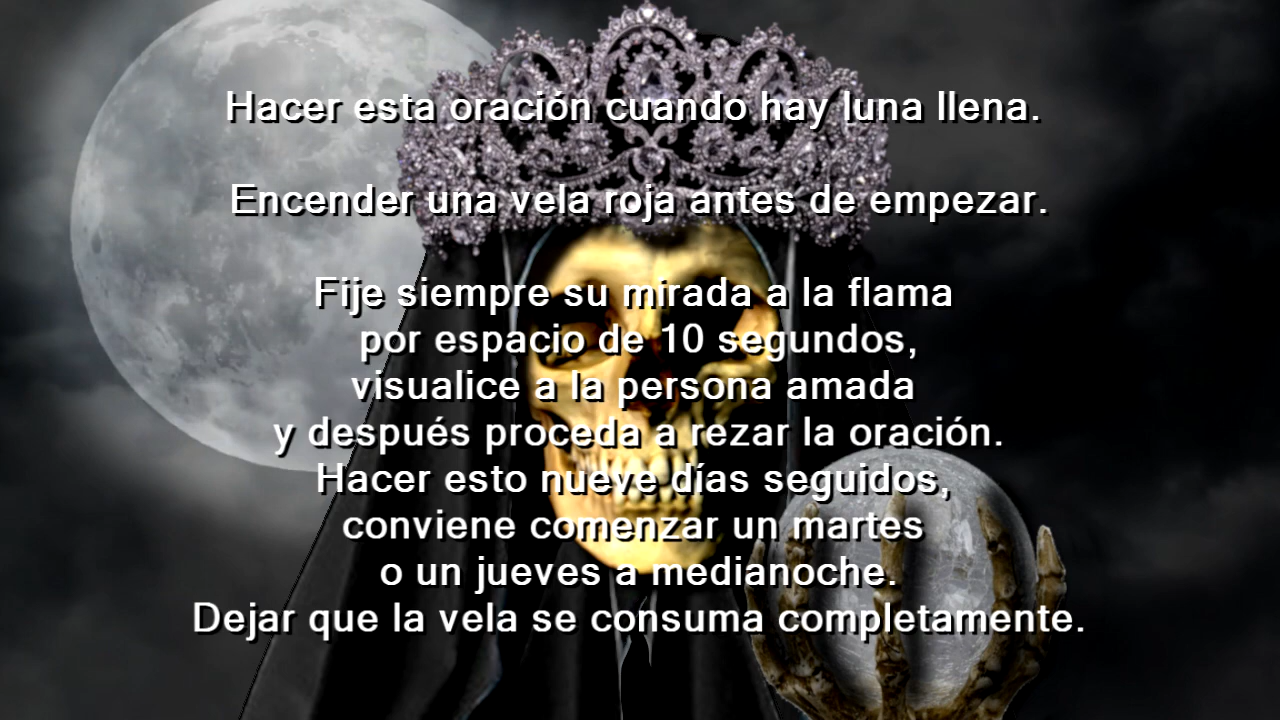 Hacer esta oración cuando hay luna llena.
Encender una vela roja antes de empezar.
Fije siempre su mirada a la flama
por espacio de 10 segundos,
visualice a la persona amada
y después proceda a rezar la oración.
Hacer esto nueve días seguidos,
conviene comenzar un martes
o un jueves a medianoche.
Dejar que la vela se consuma completamente.